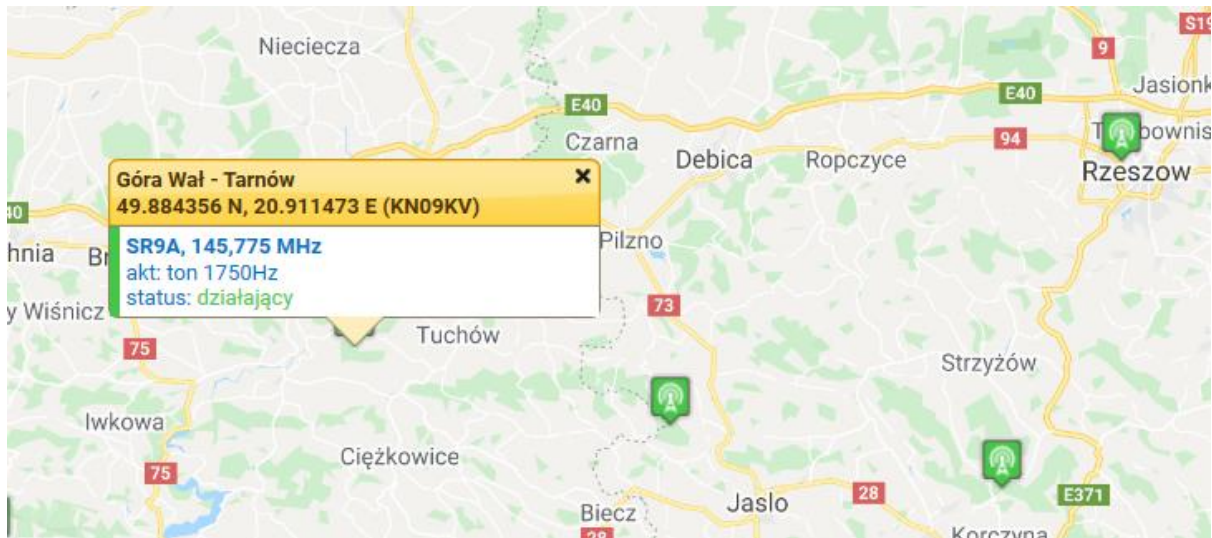 Nieciecza
S19
9
Jasionk
E40
E40
Czarna
94
Debica
Ropczyce
Rzeszow
Góra Wał - Tarnów
49.884356 N, 20.911473 E (KN09KV)
40
SR9A, 145,775 MHz
akt: ton 1750Hz
status: działający
hnia
Br
Pilzno
y Wiśnicz
73
Tuchów
75
Strzyżów
Iwkowa
Ciężkowice
75
Jaslo
28
E371
Biecz
28
Korczyna